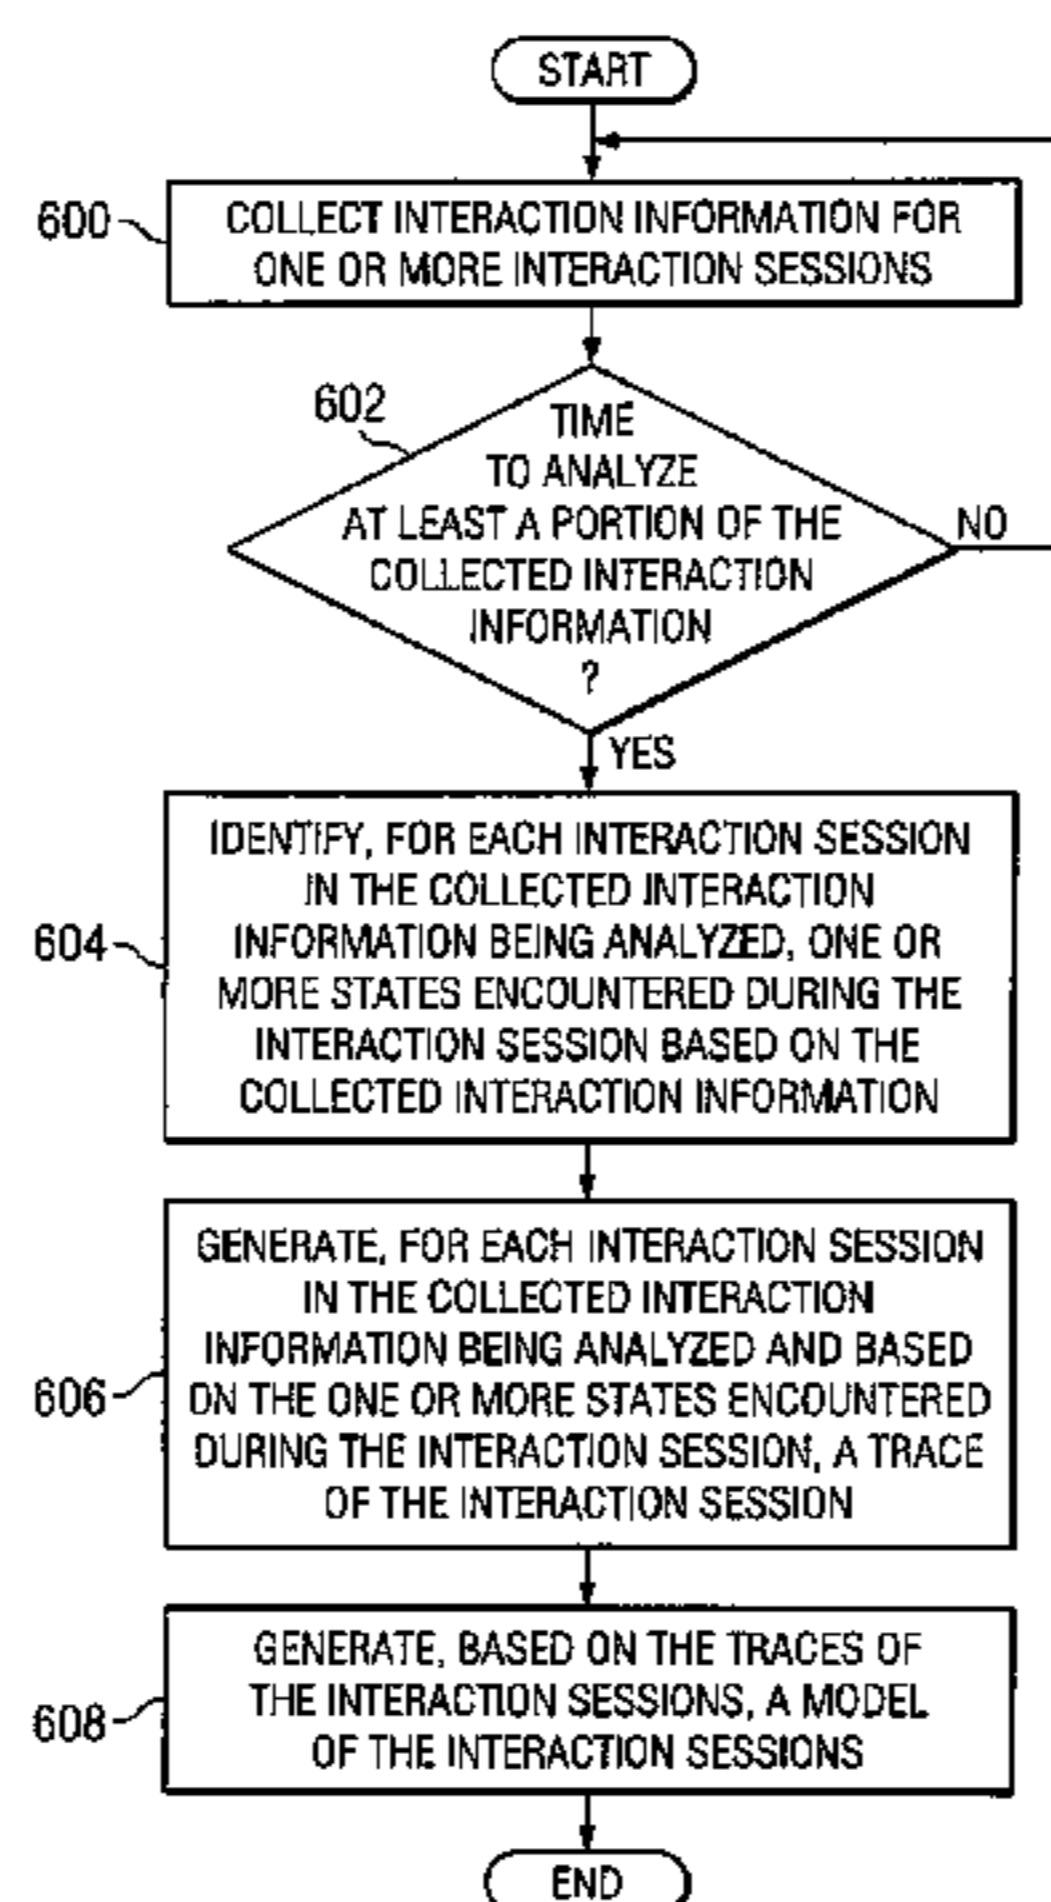 START
600
COLLECT INTERACTION INFORMATION FOR
ONE OR MORE INTERACTION SESSIONS
602
TIME
TO ANALYZE
AT LEAST A PORTION OF THE
COLLECTED INTERACTION
INFORMATION
?
NO
YES
604
IDENTIFY, FOR EACH INTERACTION SESSION
IN THE COLLECTED INTERACTION
INFORMATION BEING ANALYZED, ONE OR
MORE STATES ENCOUNTERED DURING THE
INTERACTION SESSION BASED ON THE
COLLECTED INTERACTION INFORMATION
606
GENERATE, FOR EACH INTERACTION SESSION
IN THE COLLECTED INTERACTION
INFORMATION BEING ANALYZED AND BASED
ON THE ONE OR MORE STATES ENCOUNTERED
DURING THE INTERACTION SESSION, A TRACE
OF THE INTERACTION SESSION
608
GENERATE, BASED ON THE TRACES OF
THE INTERACTION SESSIONS, A MODEL
OF THE INTERACTION SESSIONS
END